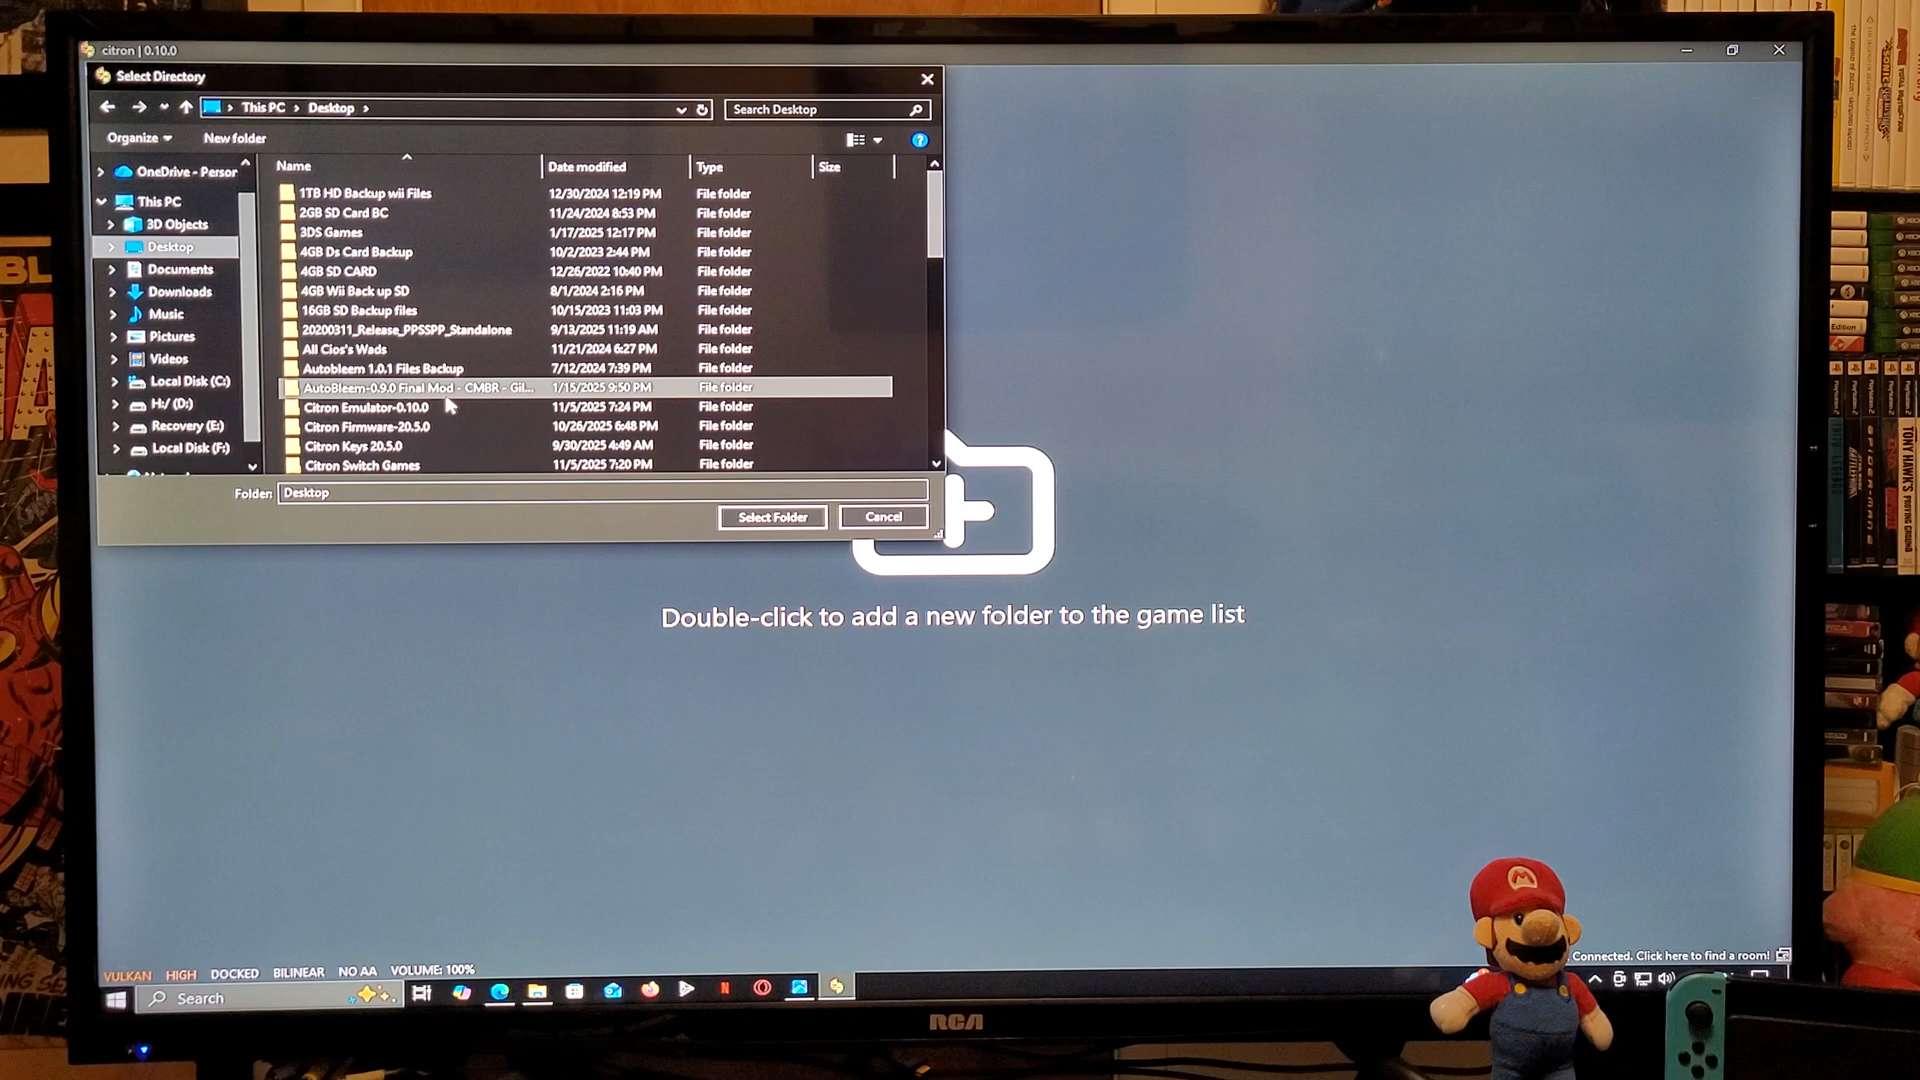 citron | 0.10.0
Select Directory
This PC > Desktop >
Search Desktop
Organize
New folder
Name
Date modified
Type
Size
OneDrive - Person
This PC
3D Objects
Desktop
Documents
Downloads
Music
Pictures
Videos
Local Disk (C:)
H:/ (D:)
Recovery (E:)
Local Disk (F:)
1TB HD Backup wii Files 12/30/2024 12:19 PM File folder
2GB SD Card BC 11/24/2024 8:53 PM File folder
3DS Games 1/17/2025 12:17 PM File folder
4GB Ds Card Backup 10/2/2023 2:44 PM File folder
4GB SD CARD 12/26/2022 10:40 PM File folder
4GB Wii Back up SD 8/1/2024 2:16 PM File folder
16GB SD Backup files 10/15/2023 11:03 PM File folder
20200311_Release_PPSSPP_Standalone 9/13/2025 11:19 AM File folder
All Cios's Wads 11/21/2024 6:27 PM File folder
Autobleem 1.0.1 Files Backup 7/12/2024 7:39 PM File folder
AutoBleem-0.9.0 Final Mod - CMBR - Gil... 1/15/2025 9:50 PM File folder
Citron Emulator-0.10.0 11/5/2025 7:24 PM File folder
Citron Firmware-20.5.0 10/26/2025 6:48 PM File folder
Citron Keys 20.5.0 9/30/2025 4:49 AM File folder
Citron Switch Games 11/5/2025 7:20 PM File folder
Folder: Desktop
Select Folder
Cancel
Double-click to add a new folder to the game list
VULKAN HIGH DOCKED BILINEAR NO AA VOLUME: 100%
Connected. Click here to find a room!
Search
RCA
M
BL
SPIDER-MAN
TONY HAWK'S PROVING GROUND
Edition